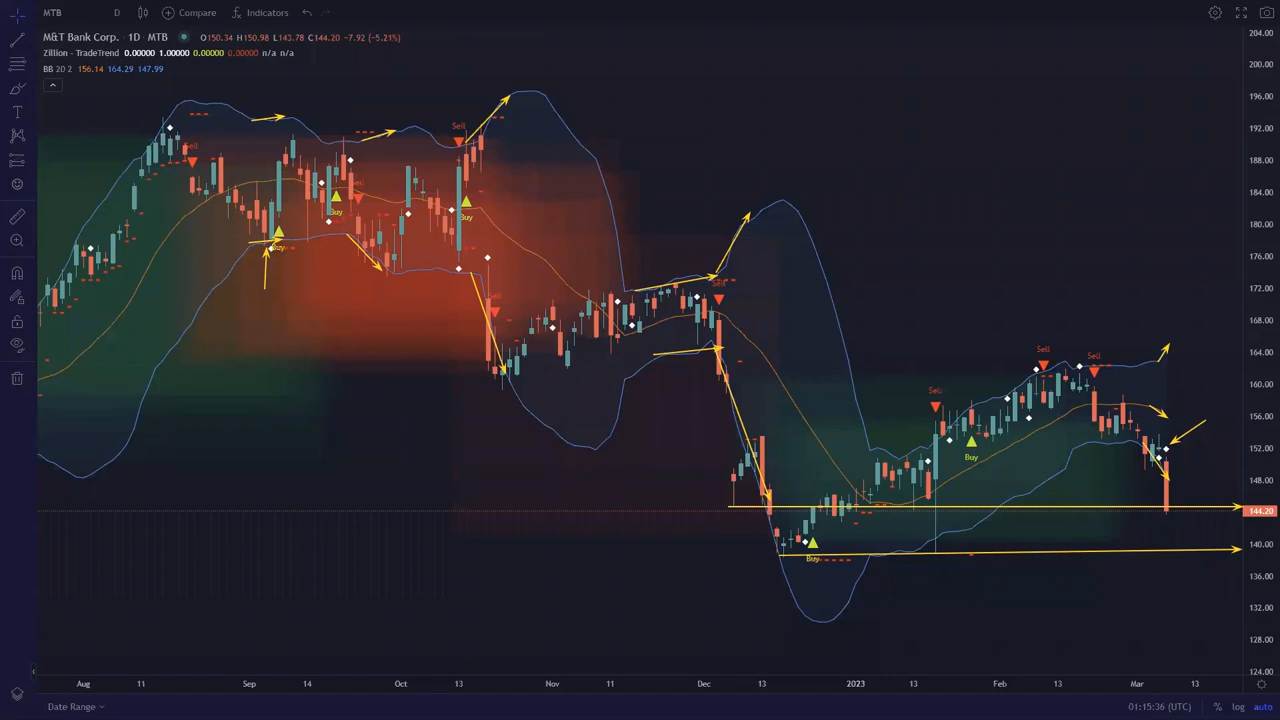 MTB D Compare Indicators
M&T Bank Corp. · 1D · MTB O150.34 H150.98 L143.78 C144.20 −7.92 (−5.21%)
Zillion - TradeTrend 0.00000 1.00000 0.00000 0.00000 n/a n/a
BB 20 2 156.14 164.29 147.99
204.00
200.00
196.00
192.00
188.00
184.00
180.00
176.00
172.00
168.00
164.00
160.00
156.00
152.00
148.00
144.20
140.00
136.00
132.00
128.00
124.00
Sell
Sell
Buy
Buy
Buy
Sell
Sell
Sell
Sell
Sell
Buy
Buy
Aug 11 Sep 14 Oct 13 Nov 11 Dec 13 2023 13 Feb 13 Mar 13
Date Range 01:15:36 (UTC) % log auto